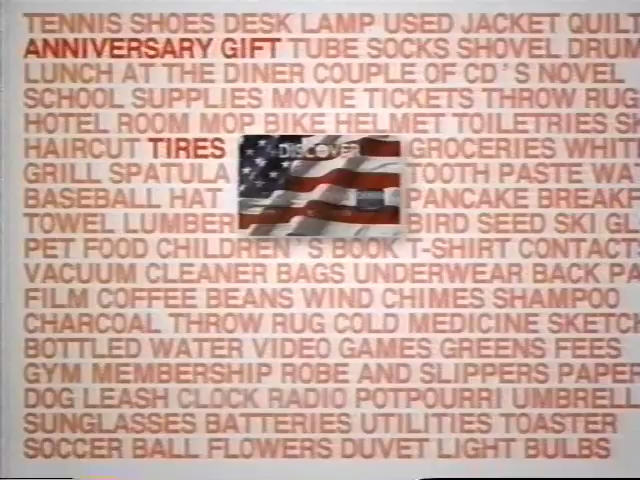 TENNIS SHOES DESK LAMP USED JACKET QUILT
ANNIVERSARY GIFT TUBE SOCKS SHOVEL DRUM
LUNCH AT THE DINER COUPLE OF CD'S NOVEL
SCHOOL SUPPLIES MOVIE TICKETS THROW RUG
HOTEL ROOM MOP BIKE HELMET TOILETRIES SH
HAIRCUT TIRES DISCOVER GROCERIES WHIT
GRILL SPATULA TOOTH PASTE WA
BASEBALL HAT PANCAKE BREAKF
TOWEL LUMBER BIRD SEED SKI GL
PET FOOD CHILDREN'S BOOK T-SHIRT CONTACTS
VACUUM CLEANER BAGS UNDERWEAR BACK PA
FILM COFFEE BEANS WIND CHIMES SHAMPOO
CHARCOAL THROW RUG COLD MEDICINE SKETCH
BOTTLED WATER VIDEO GAMES GREENS FEES
GYM MEMBERSHIP ROBE AND SLIPPERS PAPER
DOG LEASH CLOCK RADIO POTPOURRI UMBRELL
SUNGLASSES BATTERIES UTILITIES TOASTER
SOCCER BALL FLOWERS DUVET LIGHT BULBS